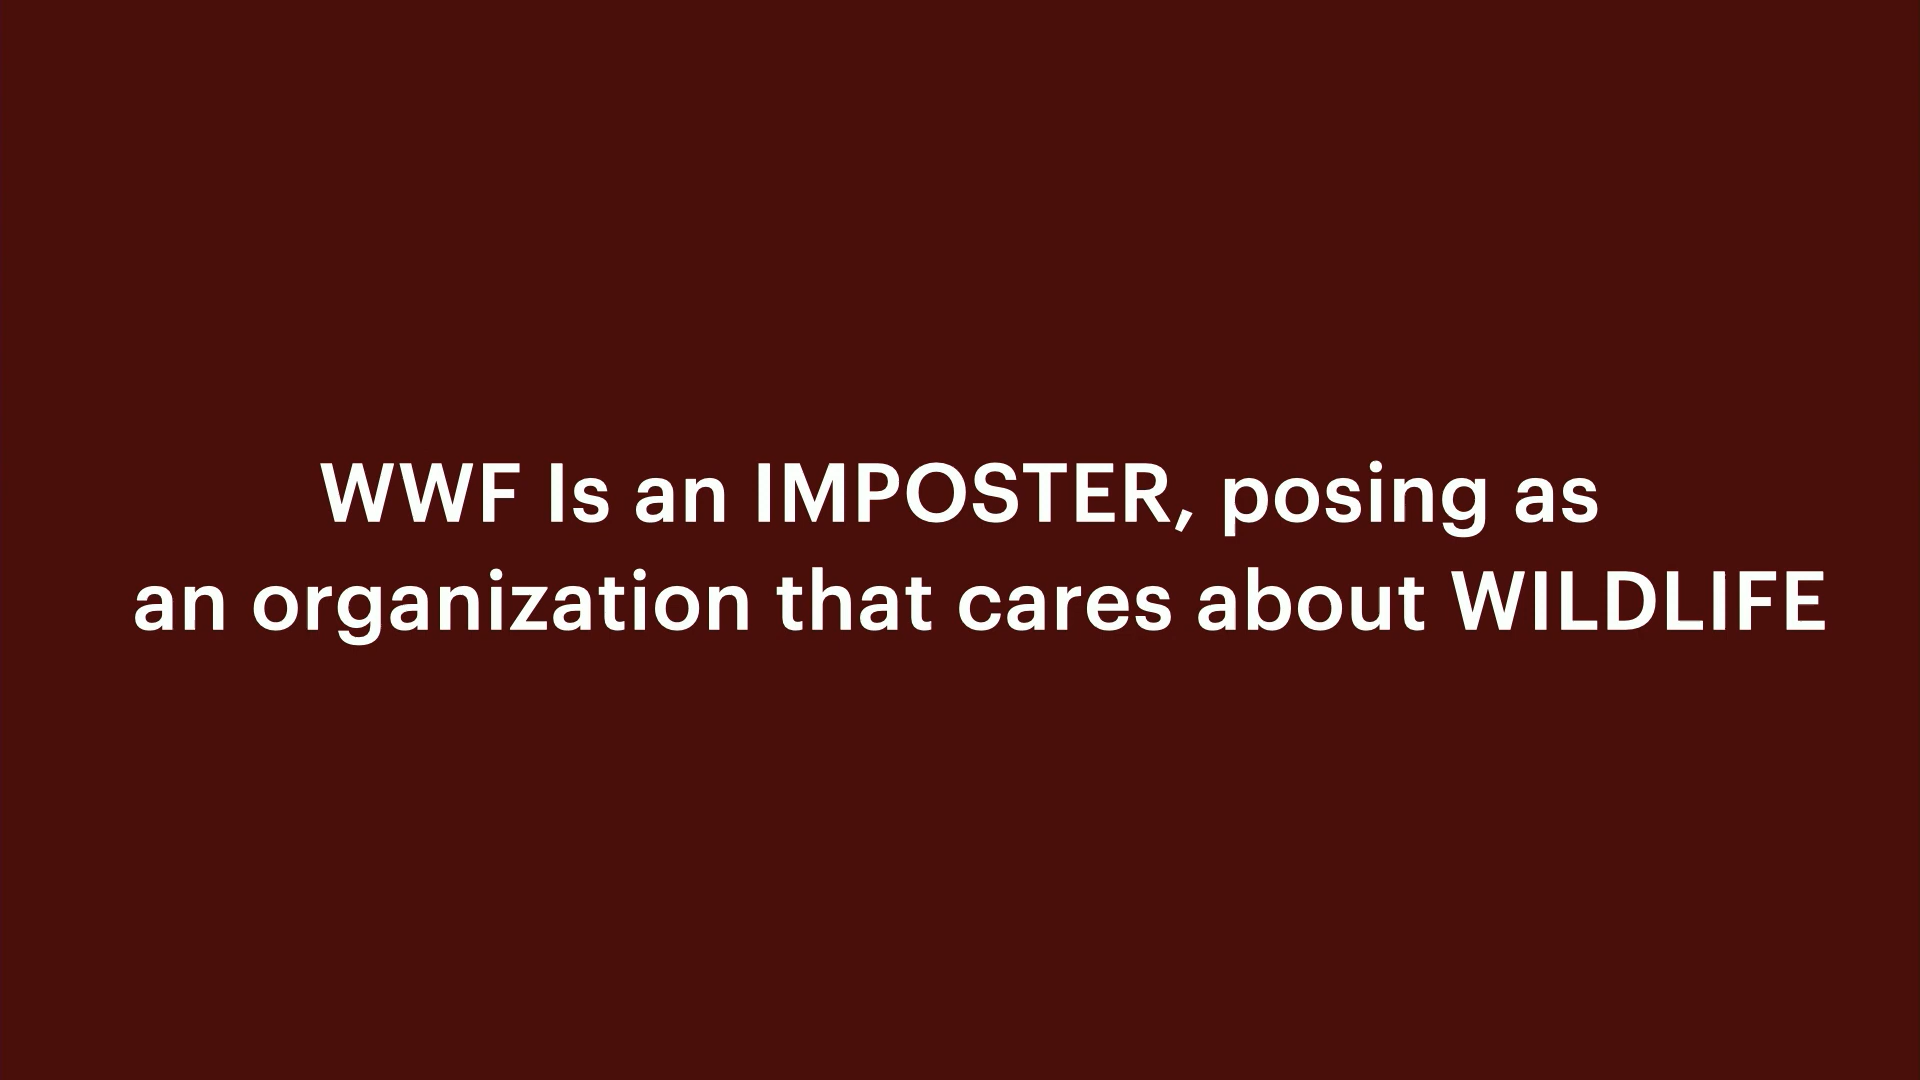 WWF Is an IMPOSTER, posing as
an organization that cares about WILDLIFE